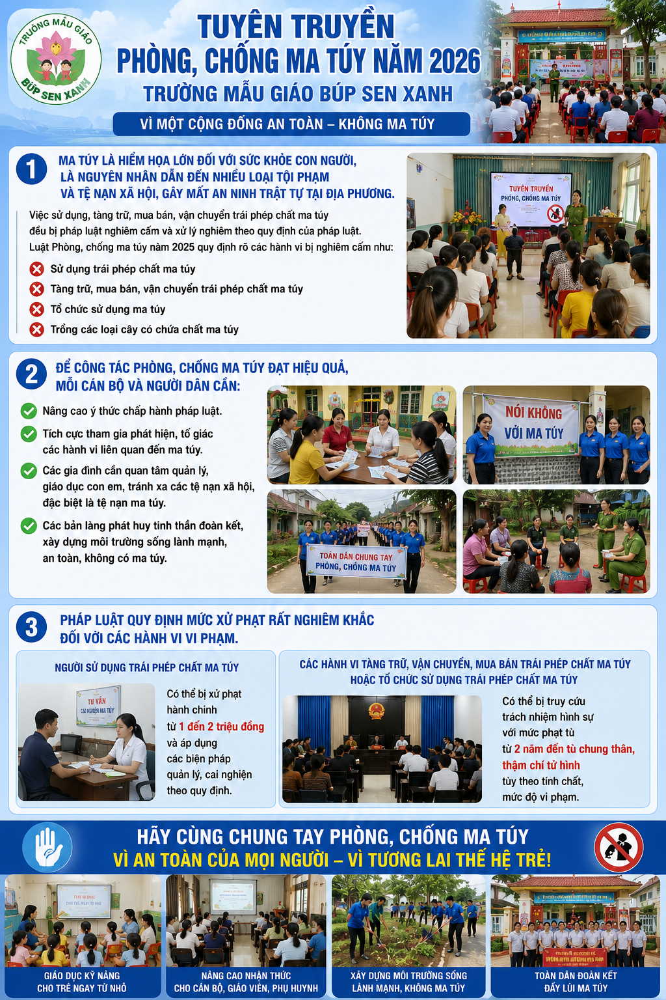 TRƯỜNG MẪU GIÁO
BÚP SEN XANH
TUYÊN TRUYỀN
PHÒNG, CHỐNG MA TÚY NĂM 2026
TRƯỜNG MẪU GIÁO BÚP SEN XANH
VÌ MỘT CỘNG ĐỒNG AN TOÀN – KHÔNG MA TÚY
1
MA TÚY LÀ HIỂM HỌA LỚN ĐỐI VỚI SỨC KHỎE CON NGƯỜI,
LÀ NGUYÊN NHÂN DẪN ĐẾN NHIỀU LOẠI TỘI PHẠM
VÀ TỆ NẠN XÃ HỘI, GÂY MẤT AN NINH TRẬT TỰ TẠI ĐỊA PHƯƠNG.
Việc sử dụng, tàng trữ, mua bán, vận chuyển trái phép chất ma túy
đều bị pháp luật nghiêm cấm và xử lý nghiêm theo quy định của pháp luật.
Luật Phòng, chống ma túy năm 2025 quy định rõ các hành vi bị nghiêm cấm như:
Sử dụng trái phép chất ma túy
Tàng trữ, mua bán, vận chuyển trái phép chất ma túy
Tổ chức sử dụng ma túy
Trồng các loại cây có chứa chất ma túy
TUYÊN TRUYỀN
PHÒNG, CHỐNG MA TÚY
2
ĐỂ CÔNG TÁC PHÒNG, CHỐNG MA TÚY ĐẠT HIỆU QUẢ,
MỖI CÁN BỘ VÀ NGƯỜI DÂN CẦN:
Nâng cao ý thức chấp hành pháp luật.
Tích cực tham gia phát hiện, tố giác
các hành vi liên quan đến ma túy.
Các gia đình cần quan tâm quản lý,
giáo dục con em, tránh xa các tệ nạn xã hội,
đặc biệt là tệ nạn ma túy.
Các bản làng phát huy tinh thần đoàn kết,
xày dựng môi trường sống lành mạnh,
an toàn, không có ma túy.
NÓI KHÔNG
VỚI MA TÚY
TOÀN DÂN CHUNG TAY
PHÒNG, CHỐNG MA TÚY
3
PHÁP LUẬT QUY ĐỊNH MỨC XỬ PHẠT RẤT NGHIÊM KHẮC
ĐỐI VỚI CÁC HÀNH VI VI PHẠM.
NGƯỜI SỬ DỤNG TRÁI PHÉP CHẤT MA TÚY
TƯ VẤN
CAI NGHIỆN MA TÚY
Có thể bị xử phạt
hành chinh
từ 1 đến 2 triệu đồng
và áp dụng
các biện pháp
quản lý, cai nghiện
theo quy định.
CÁC HÀNH VI TÀNG TRỮ, VẬN CHUYỂN, MUA BÁN TRÁI PHÉP CHẤT MA TÚY
HOẶC TỔ CHỨC SỬ DỤNG TRÁI PHÉP CHẤT MA TÚY
Có thể bị truy cứu
trách nhiệm hình sự
với mức phạt tù
từ 2 năm đến tù chung thân,
thậm chí tử hình
tùy theo tính chất,
mức độ vi phạm.
HÃY CÙNG CHUNG TAY PHÒNG, CHỐNG MA TÚY
VÌ AN TOÀN CỦA MỌI NGƯỜI – VÌ TƯƠNG LAI THẾ HỆ TRẺ!
GIÁO DỤC KỸ NĂNG
CHO TRẺ NGAY TỪ NHỎ
NÂNG CAO NHẬN THỨC
CHO CÁN BỘ, GIÁO VIÊN, PHỤ HUYNH
XÂY DỰNG MÔI TRƯỜNG SỐNG
LÀNH MẠNH, KHÔNG MA TÚY
TOÀN DÂN ĐOÀN KẾT
ĐẨY LÙI MA TÚY